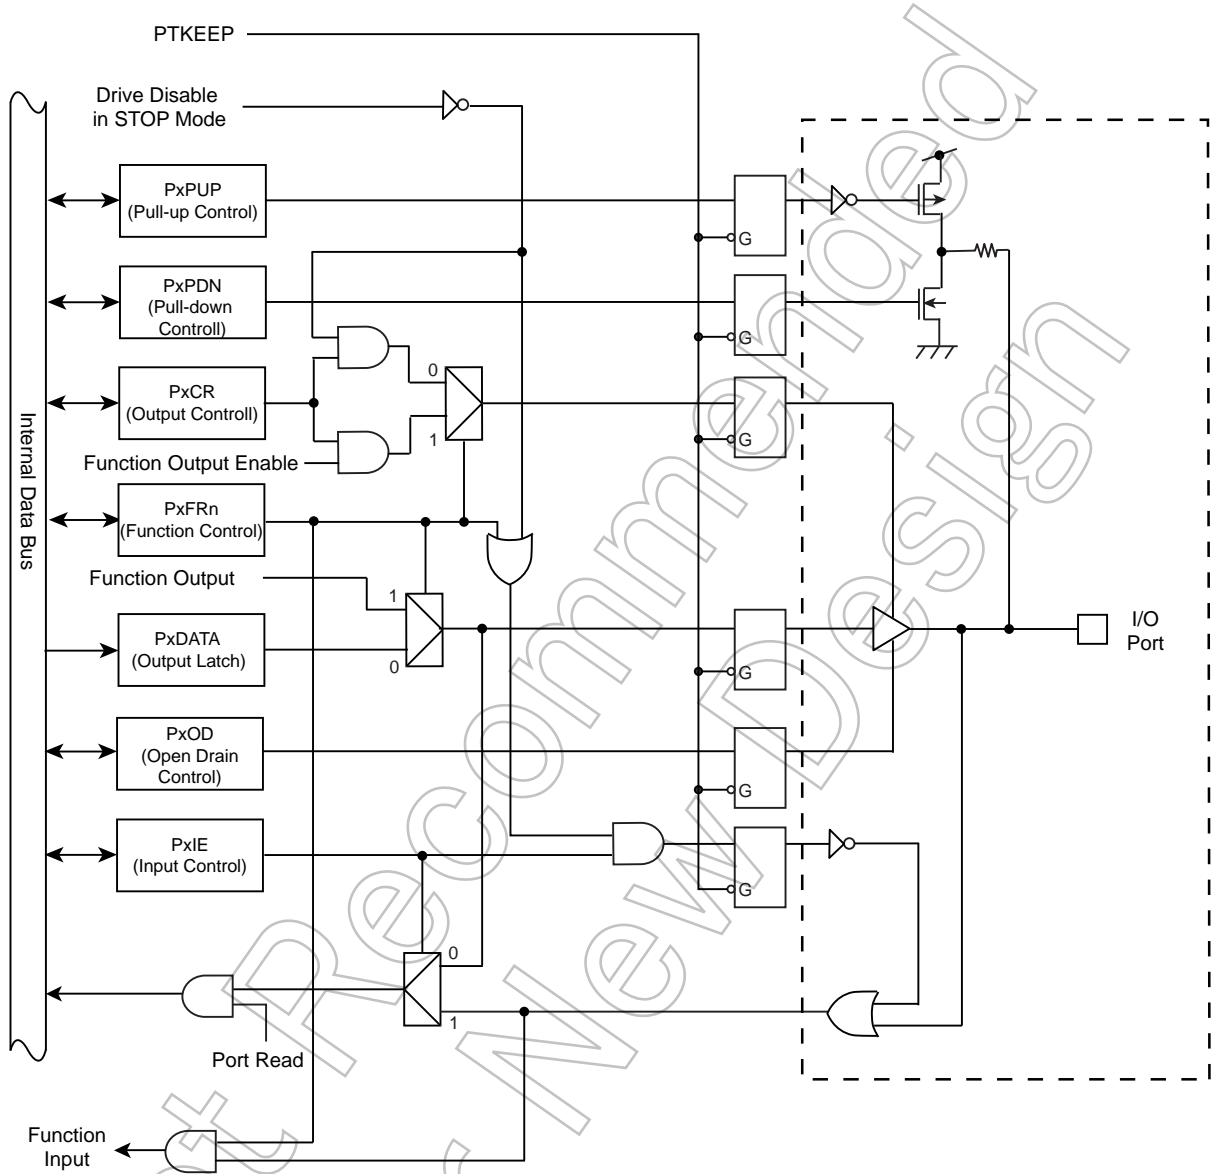 PTKEEP
Drive Disable
in STOP Mode
PxPUP
(Pull-up Control)
G
PxPDN
(Pull-down
Controll)
G
PxCR
(Output Controll)
0
1
G
Function Output Enable
Internal Data Bus
PxFRn
(Function Control)
Function Output
1
0
PxDATA
(Output Latch)
G
I/O
Port
PxOD
(Open Drain
Control)
G
PxIE
(Input Control)
G
0
1
Port Read
Function
Input
t Recommended
r New Design